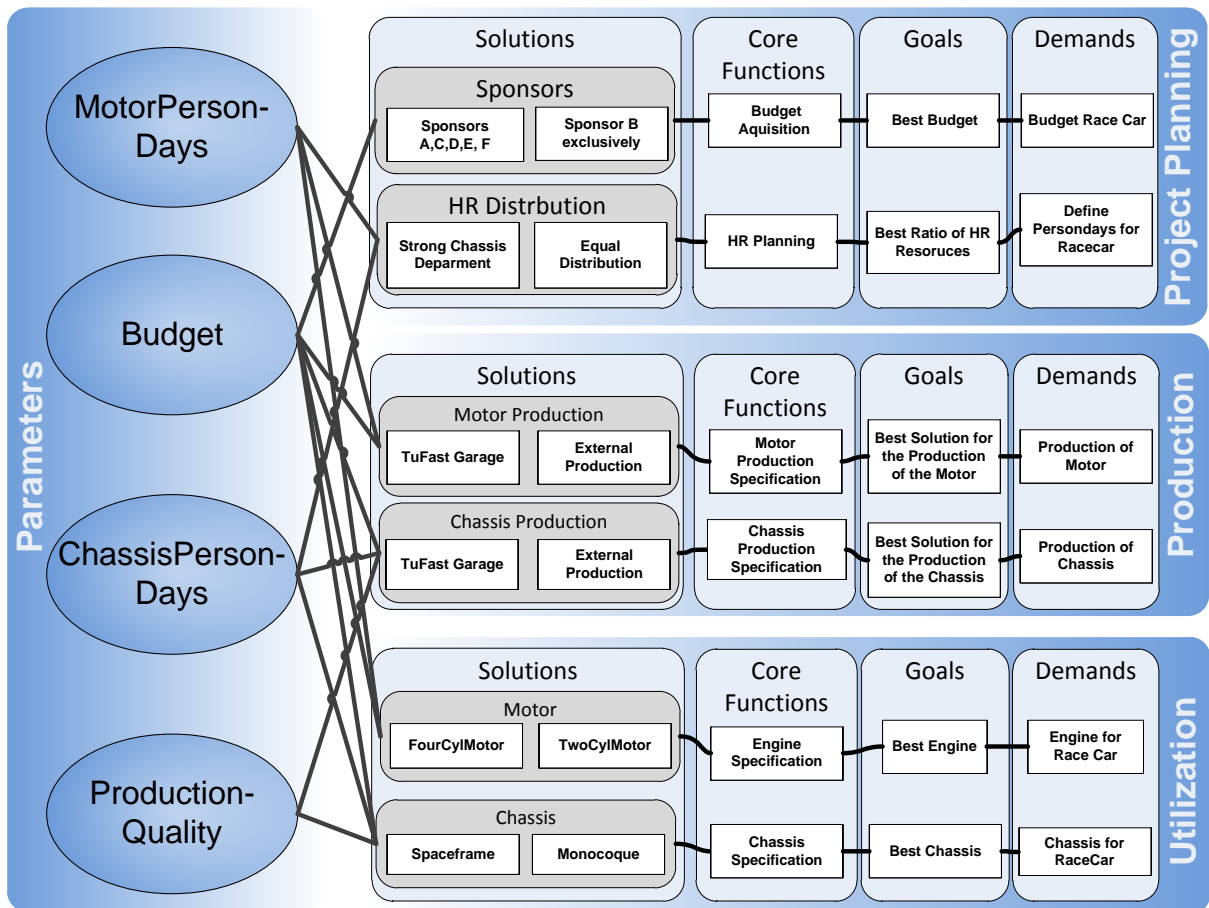 Parameters
MotorPerson-
Days
Budget
ChassisPerson-
Days
Production-
Quality
Project Planning
Solutions
Sponsors
Sponsors
A,C,D,E, F
Sponsor B
exclusively
HR Distrbution
Strong Chassis
Deparment
Equal
Distribution
Core
Functions
Budget
Aquisition
HR Planning
Goals
Best Budget
Best Ratio of HR
Resoruces
Demands
Budget Race Car
Define
Persondays for
Racecar
Production
Solutions
Motor Production
TuFast Garage
External
Production
Chassis Production
TuFast Garage
External
Production
Core
Functions
Motor
Production
Specification
Chassis
Production
Specification
Goals
Best Solution for
the Production
of the Motor
Best Solution for
the Production
of the Chassis
Demands
Production of
Motor
Production of
Chassis
Utilization
Solutions
Motor
FourCylMotor
TwoCylMotor
Chassis
Spaceframe
Monocoque
Core
Functions
Engine
Specification
Chassis
Specification
Goals
Best Engine
Best Chassis
Demands
Engine for
Race Car
Chassis for
RaceCar